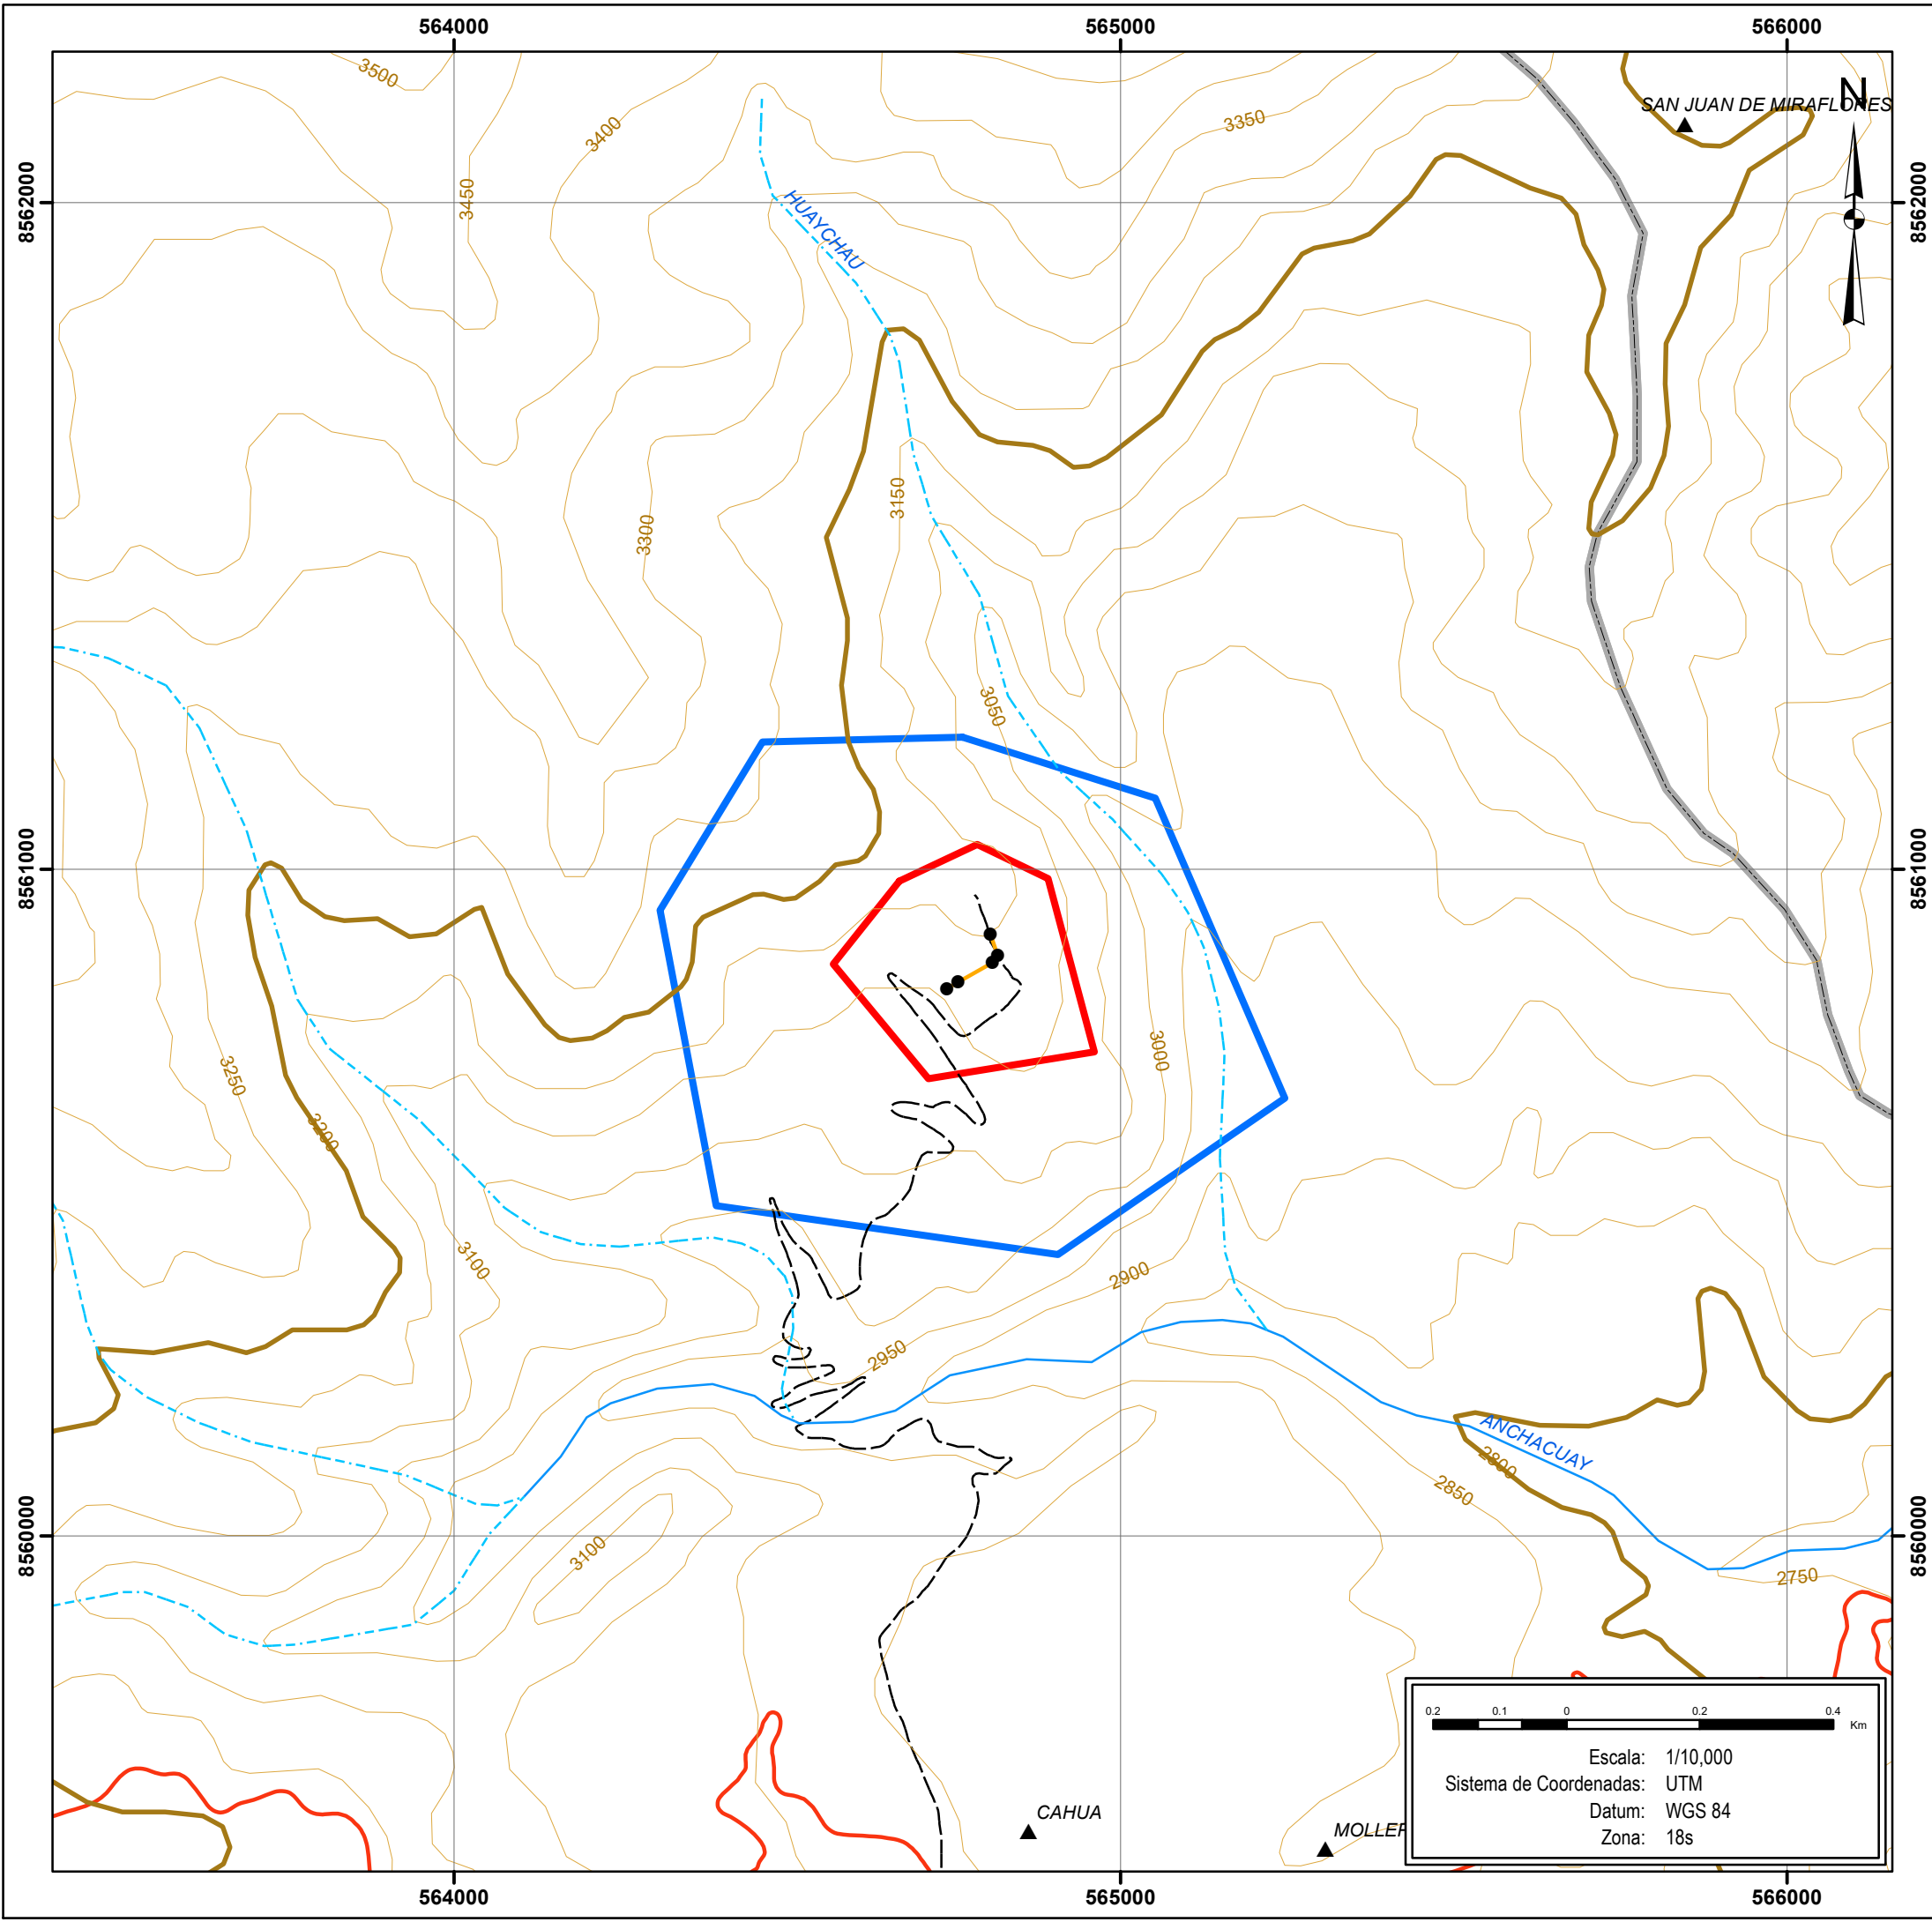 564000
565000
566000
3500
N
SAN JUAN DE MIRAFLORES
3350
3400
3450
8562000
8562000
HUAYCHAU
3150
3300
3050
8561000
8561000
3000
3250
3200
3100
2900
2950
ANCHACUAY
2800
2850
3100
8560000
8560000
2750
0.2 0.1 0 0.2 0.4
Km
Escala: 1/10,000
Sistema de Coordenadas: UTM
Datum: WGS 84
Zona: 18s
CAHUA
564000
565000
566000